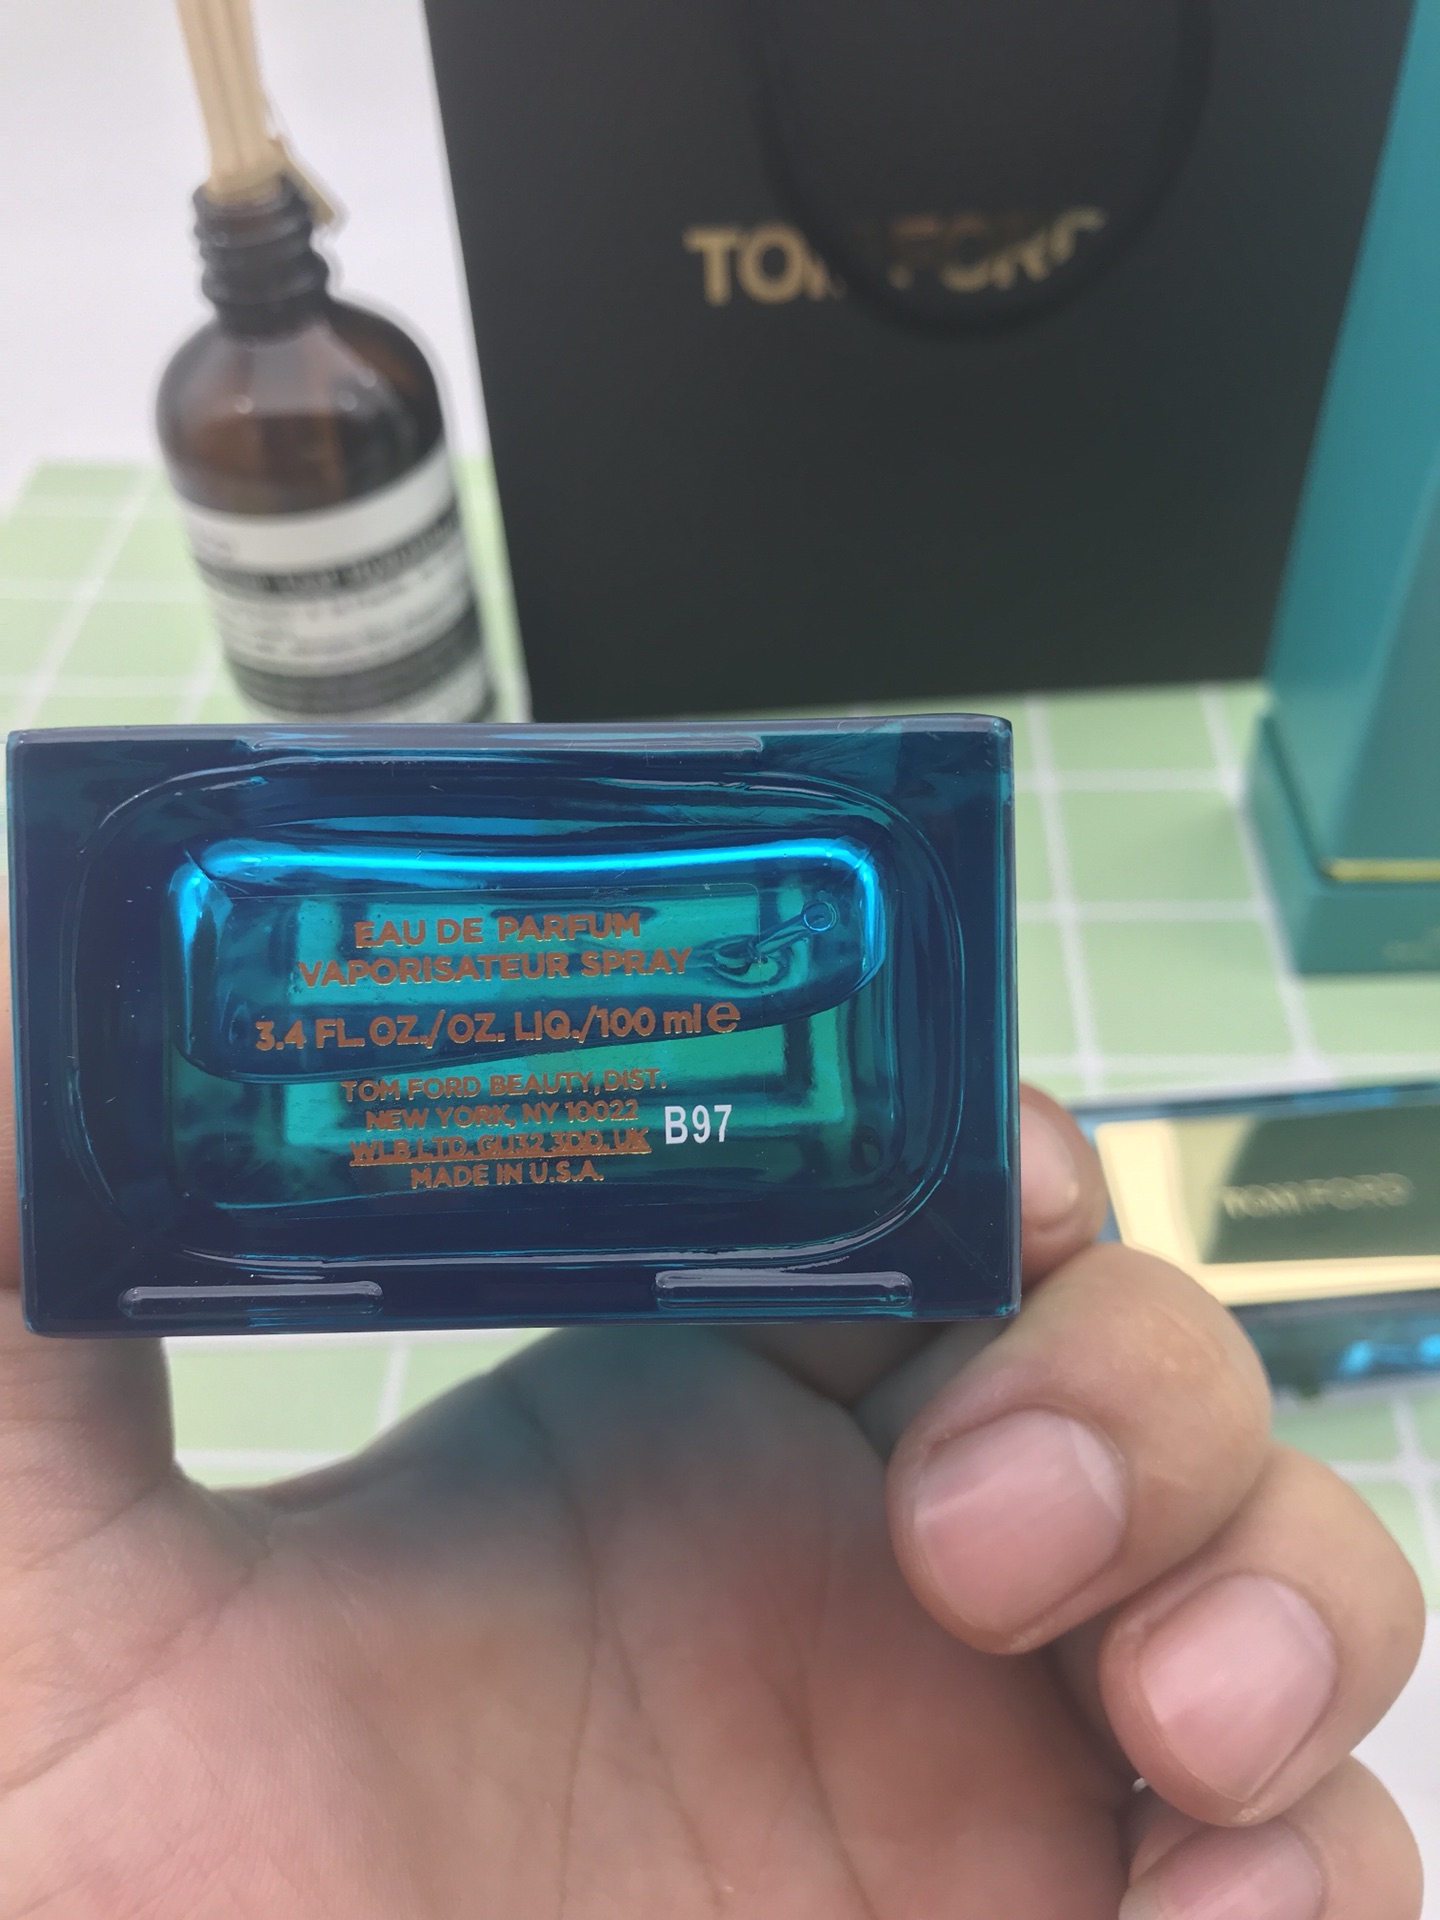 TOM FORD
EAU DE PARFUM
VAPORISATEUR SPRAY
3.4 FL. OZ./OZ. LIQ./100 ml e
TOM FORD BEAUTY, DIST.
NEW YORK, NY 10022
WLB LTD. GU32 3DD. UK
MADE IN U.S.A.
B97
TOM FORD